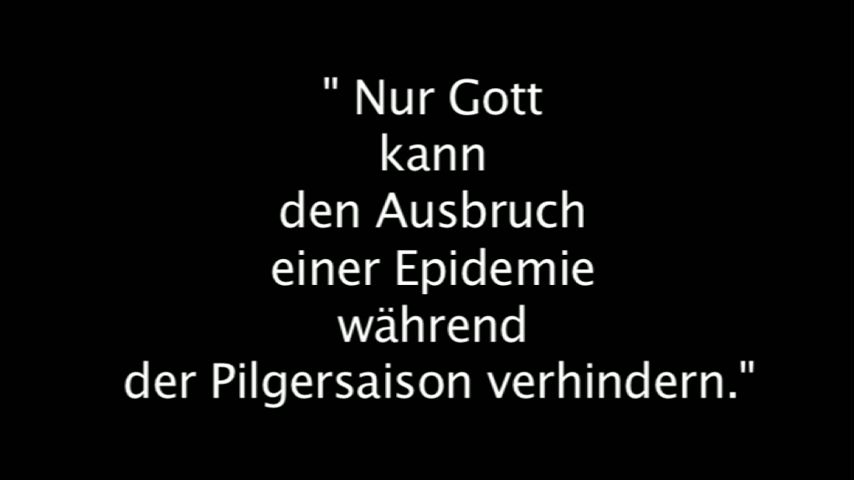 " Nur Gott
kann
den Ausbruch
einer Epidemie
während
der Pilgersaison verhindern."